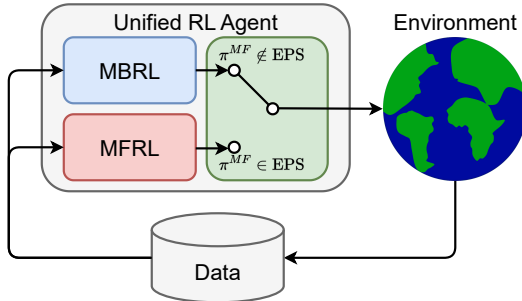 Unified RL Agent
Environment
MBRL
π^{MF} ∉ EPS
MFRL
π^{MF} ∈ EPS
Data